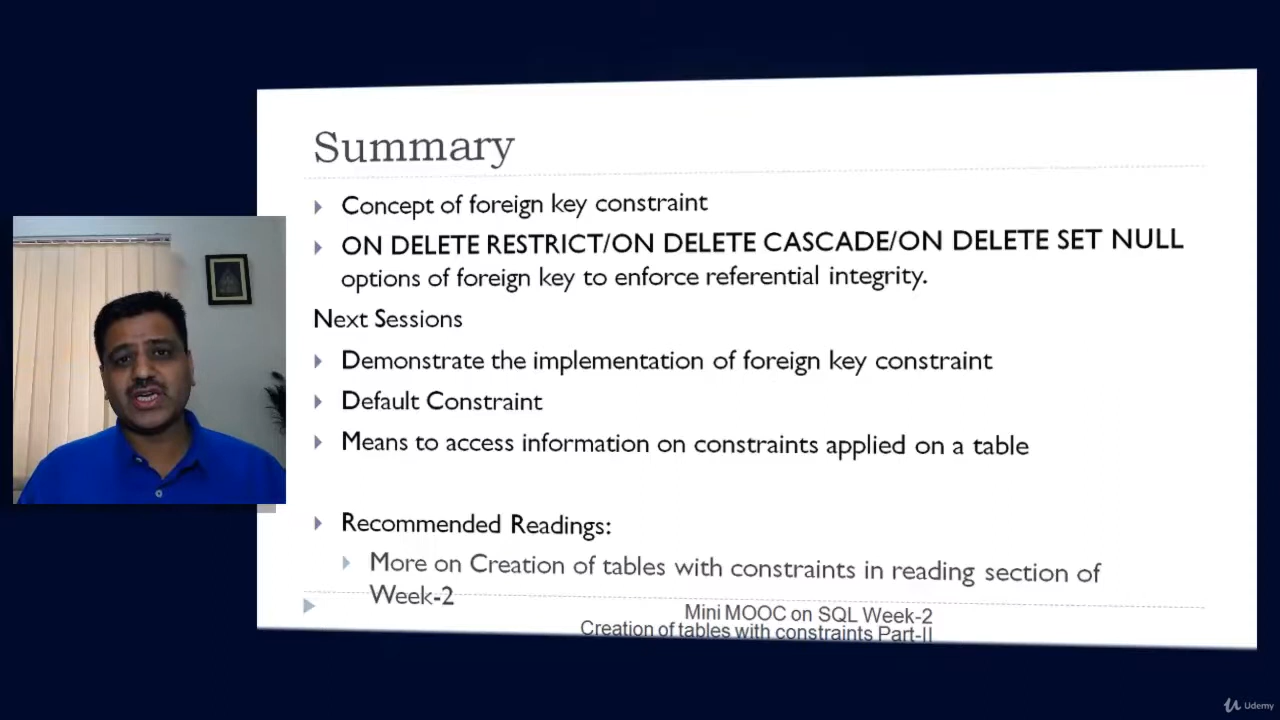 Summary
Concept of foreign key constraint
ON DELETE RESTRICT/ON DELETE CASCADE/ON DELETE SET NULL
options of foreign key to enforce referential integrity.
Next Sessions
Demonstrate the implementation of foreign key constraint
Default Constraint
Means to access information on constraints applied on a table
Recommended Readings:
More on Creation of tables with constraints in reading section of
Week-2
Mini MOOC on SQL Week-2
Creation of tables with constraints Part-II
Udemy